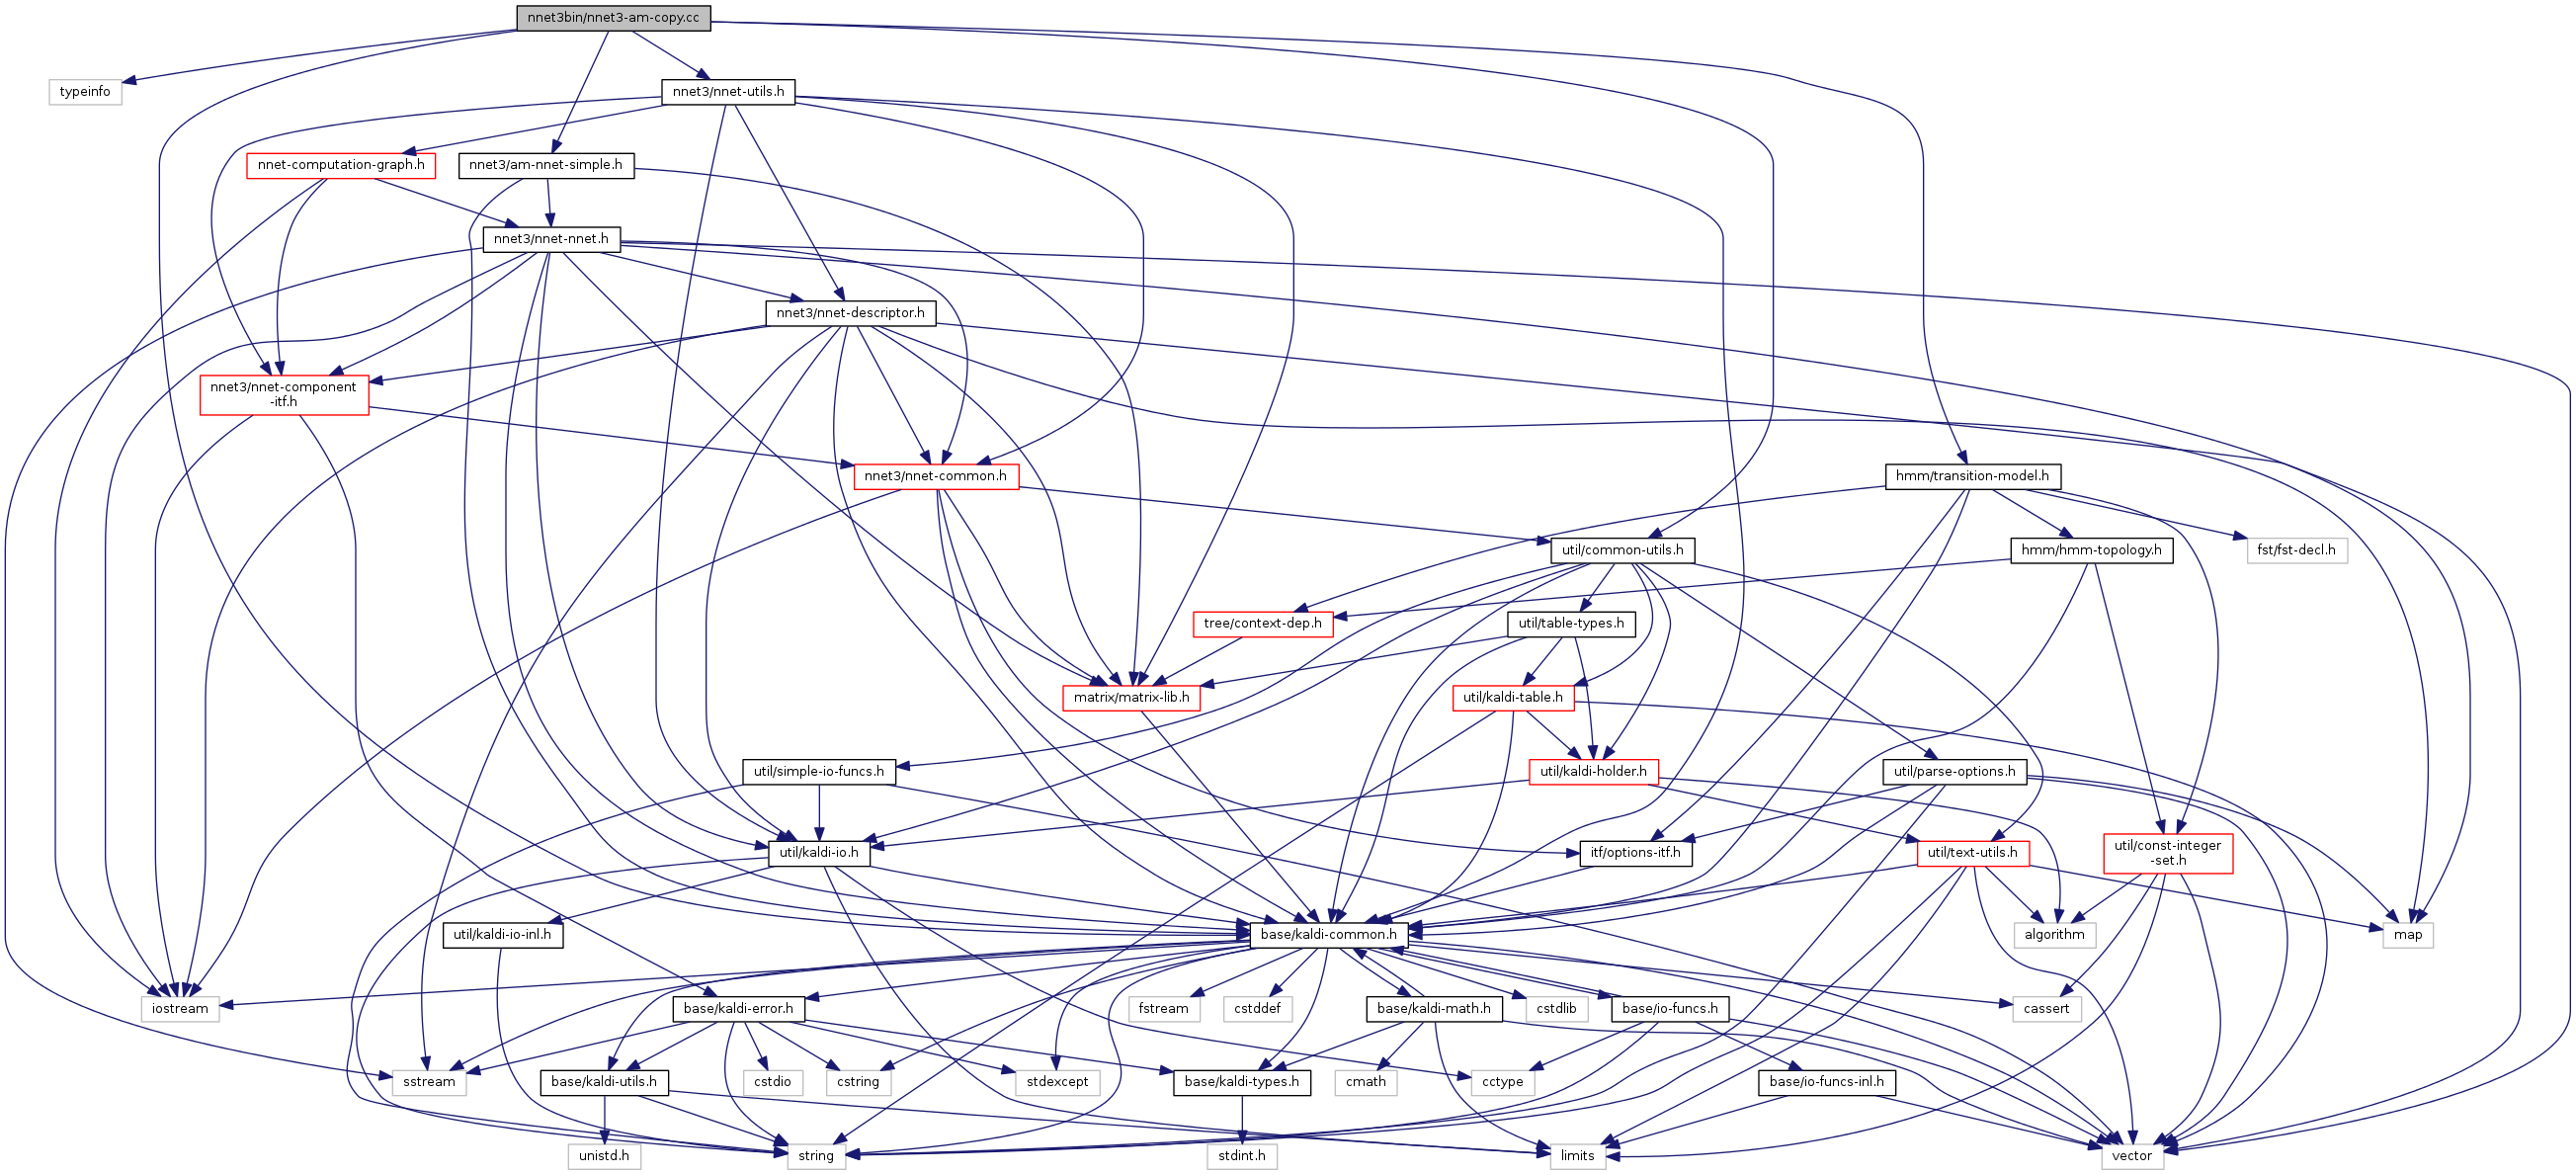 nnet3bin/nnet3-am-copy.cc
typeinfo
nnet3/nnet-utils.h
nnet-computation-graph.h
nnet3/am-nnet-simple.h
nnet3/nnet-nnet.h
nnet3/nnet-descriptor.h
nnet3/nnet-component
-itf.h
nnet3/nnet-common.h
hmm/transition-model.h
util/common-utils.h
hmm/hmm-topology.h
fst/fst-decl.h
tree/context-dep.h
util/table-types.h
matrix/matrix-lib.h
util/kaldi-table.h
util/simple-io-funcs.h
util/kaldi-holder.h
util/parse-options.h
util/kaldi-io.h
itf/options-itf.h
util/text-utils.h
util/const-integer
-set.h
util/kaldi-io-inl.h
base/kaldi-common.h
algorithm
map
iostream
base/kaldi-error.h
fstream
cstddef
base/kaldi-math.h
cstdlib
base/io-funcs.h
cassert
sstream
base/kaldi-utils.h
cstdio
cstring
stdexcept
base/kaldi-types.h
cmath
cctype
base/io-funcs-inl.h
unistd.h
string
stdint.h
limits
vector